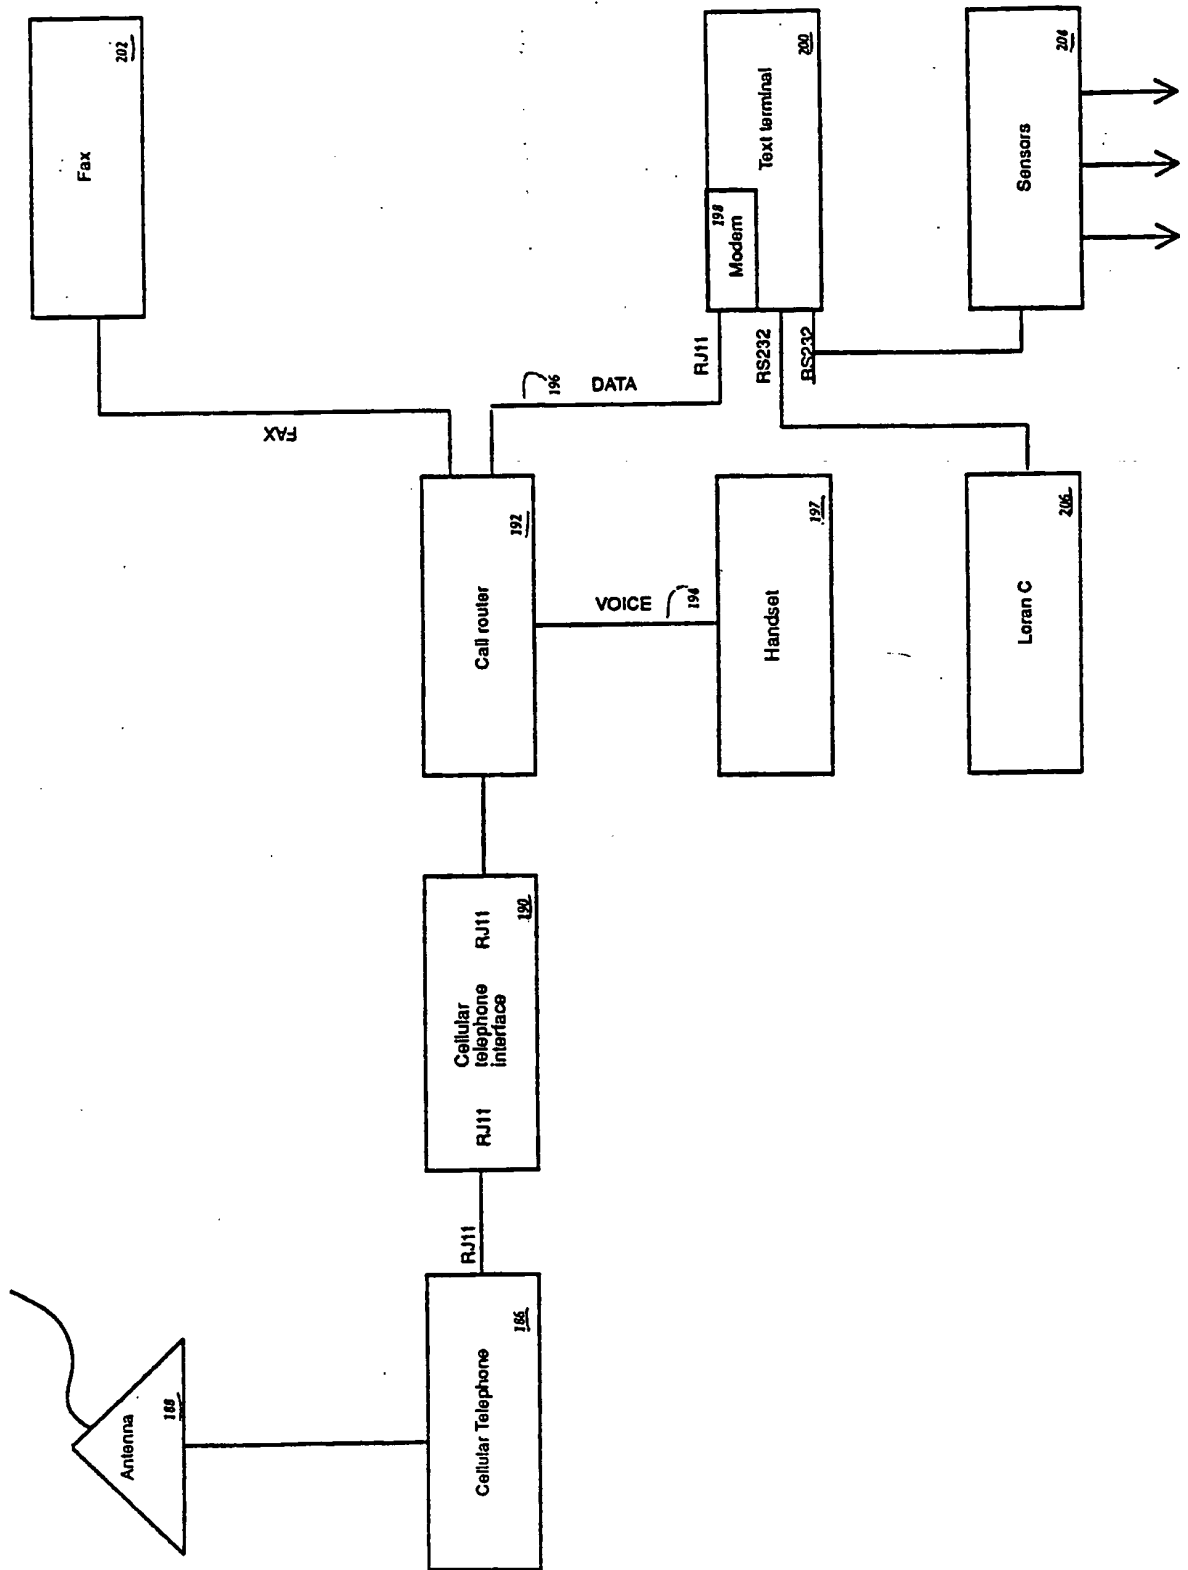 Antenna
188
Cellular Telephone
186
RJ11
RJ11
Cellular
telephone
interface
RJ11
190
Call router
192
FAX
Fax
202
VOICE
194
Handset
197
DATA
196
RJ11
RS232
RS232
Modem
198
Text terminal
200
Loran C
206
Sensors
204